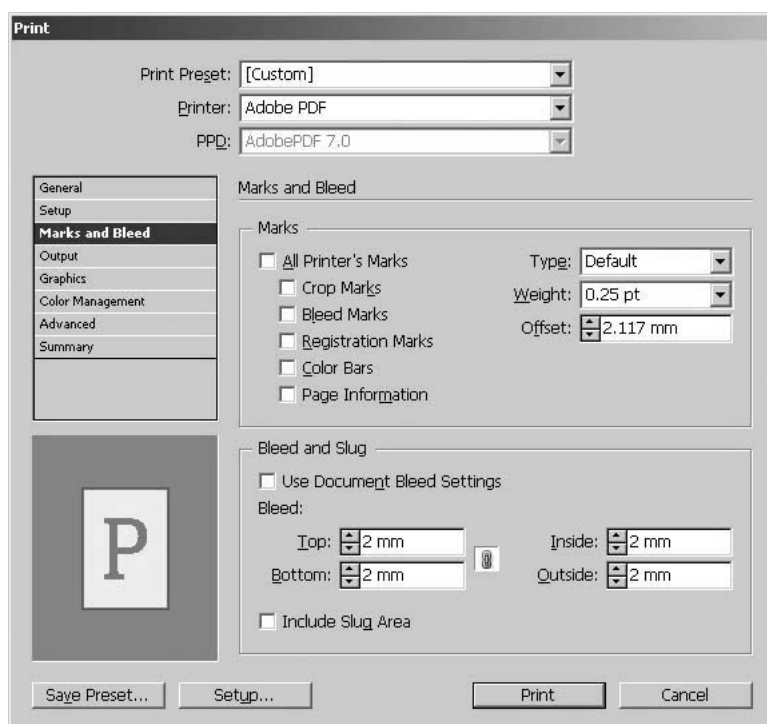 Print
Print Preset: [Custom]
Printer: Adobe PDF
PPD: AdobePDF 7.0
General
Setup
Marks and Bleed
Output
Graphics
Color Management
Advanced
Summary
Marks and Bleed
Marks
All Printer's Marks
Crop Marks
Bleed Marks
Registration Marks
Color Bars
Page Information
Type: Default
Weight: 0.25 pt
Offset: 2.117 mm
P
Bleed and Slug
Use Document Bleed Settings
Bleed:
Top: 2 mm Inside: 2 mm
Bottom: 2 mm Outside: 2 mm
Include Slug Area
Save Preset... Setup... Print Cancel